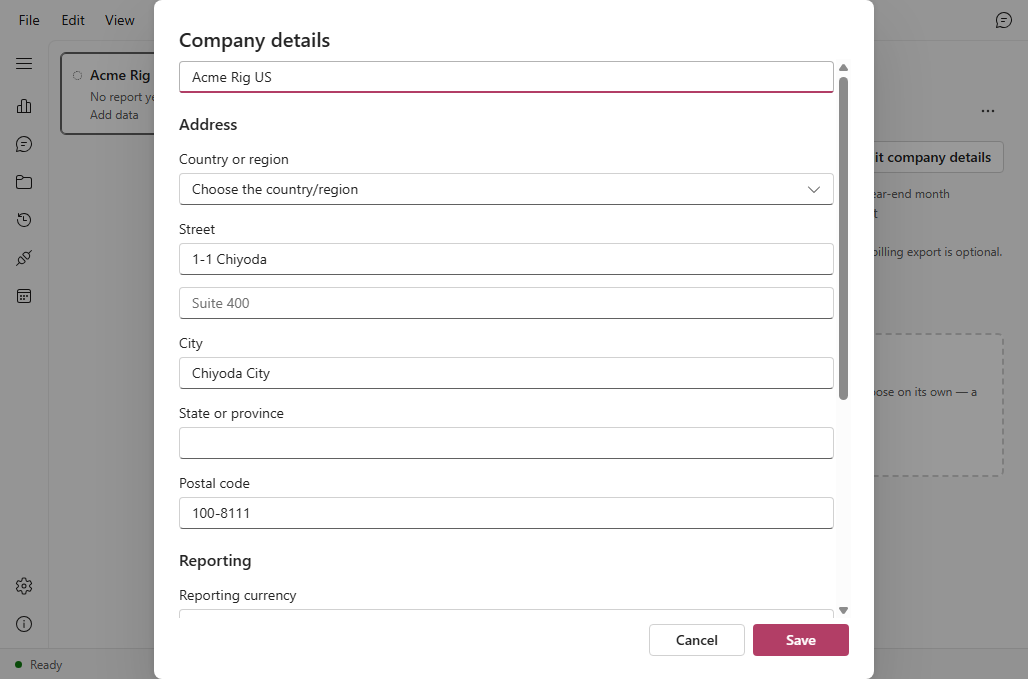 File Edit View
Acme Rig
No report ye
Add data
Company details
Acme Rig US
Address
Country or region
Choose the country/region
Street
1-1 Chiyoda
Suite 400
City
Chiyoda City
State or province
Postal code
100-8111
Reporting
Reporting currency
Cancel Save
it company details
ear-end month
t
billing export is optional.
oose on its own — a
Ready